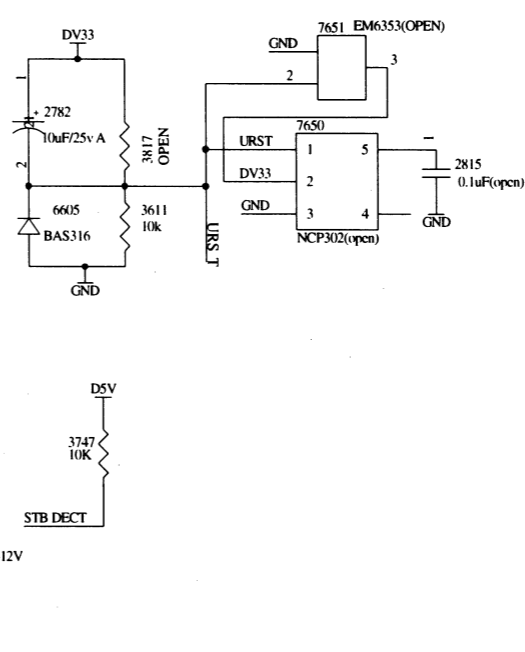 DV33
7651 EM6353(OPEN)
GND
3
2
1
+ 2782
10uF/25v A
2
3817
OPEN
7650
URST
1
5
DV33
2
GND
3
4
NCP302(open)
2815
0.1uF(open)
GND
6605
BAS316
3611
10k
URS_T
GND
D5V
3747
10K
STB DECT
12V